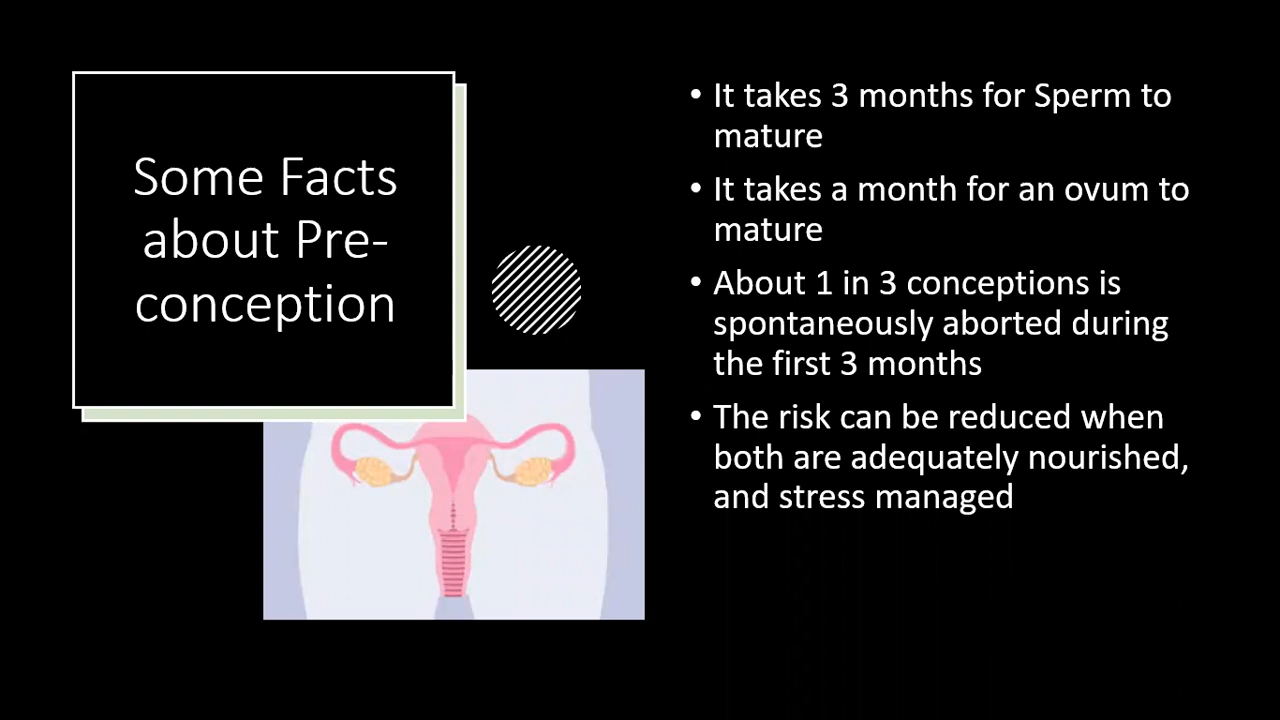 Some Facts
about Pre-
conception
• It takes 3 months for Sperm to
mature
• It takes a month for an ovum to
mature
• About 1 in 3 conceptions is
spontaneously aborted during
the first 3 months
• The risk can be reduced when
both are adequately nourished,
and stress managed